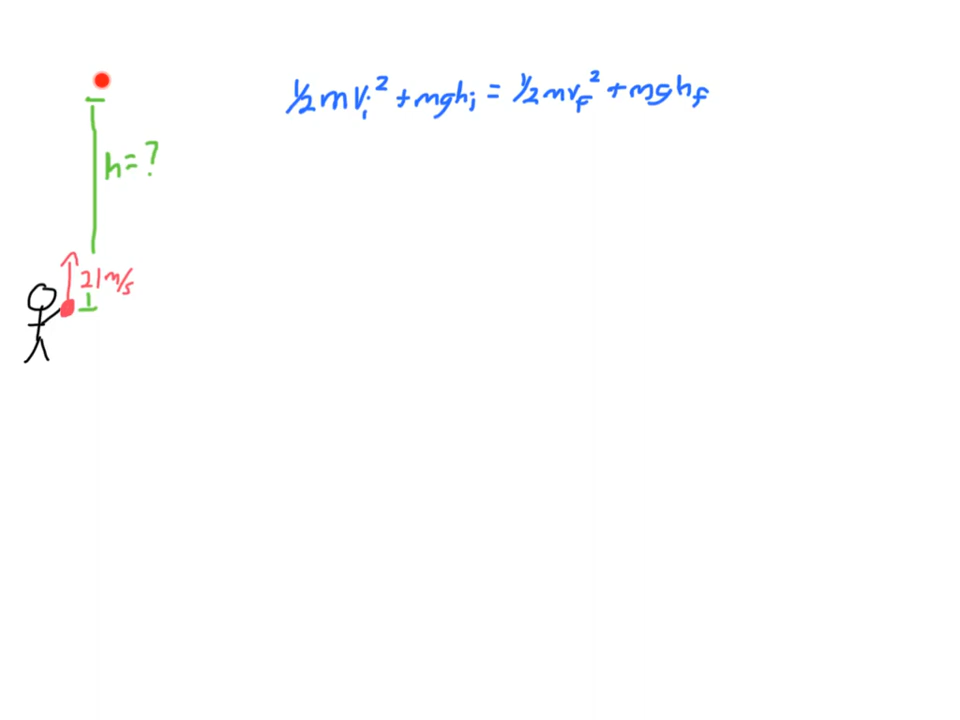 ½mvᵢ² + mghᵢ = ½mv_f² + mgh_f
h=?
21m/s